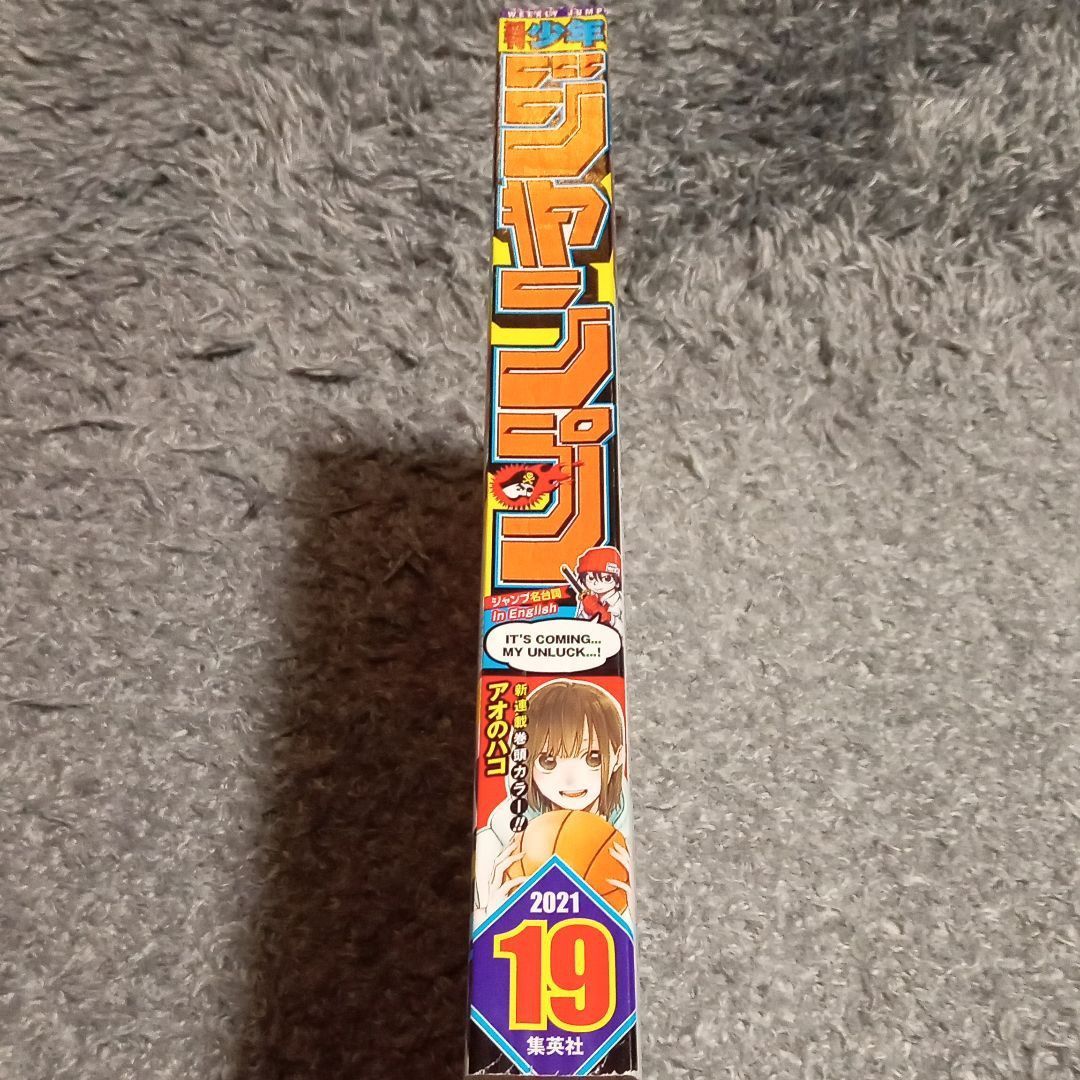 WEEKLY JUMP
週刊少年
ジャンプ
ジャンプ名台詞
in English
IT'S COMING...
MY UNLUCK...!
新連載巻頭カラー!!
アオのハコ
2021
19
集英社